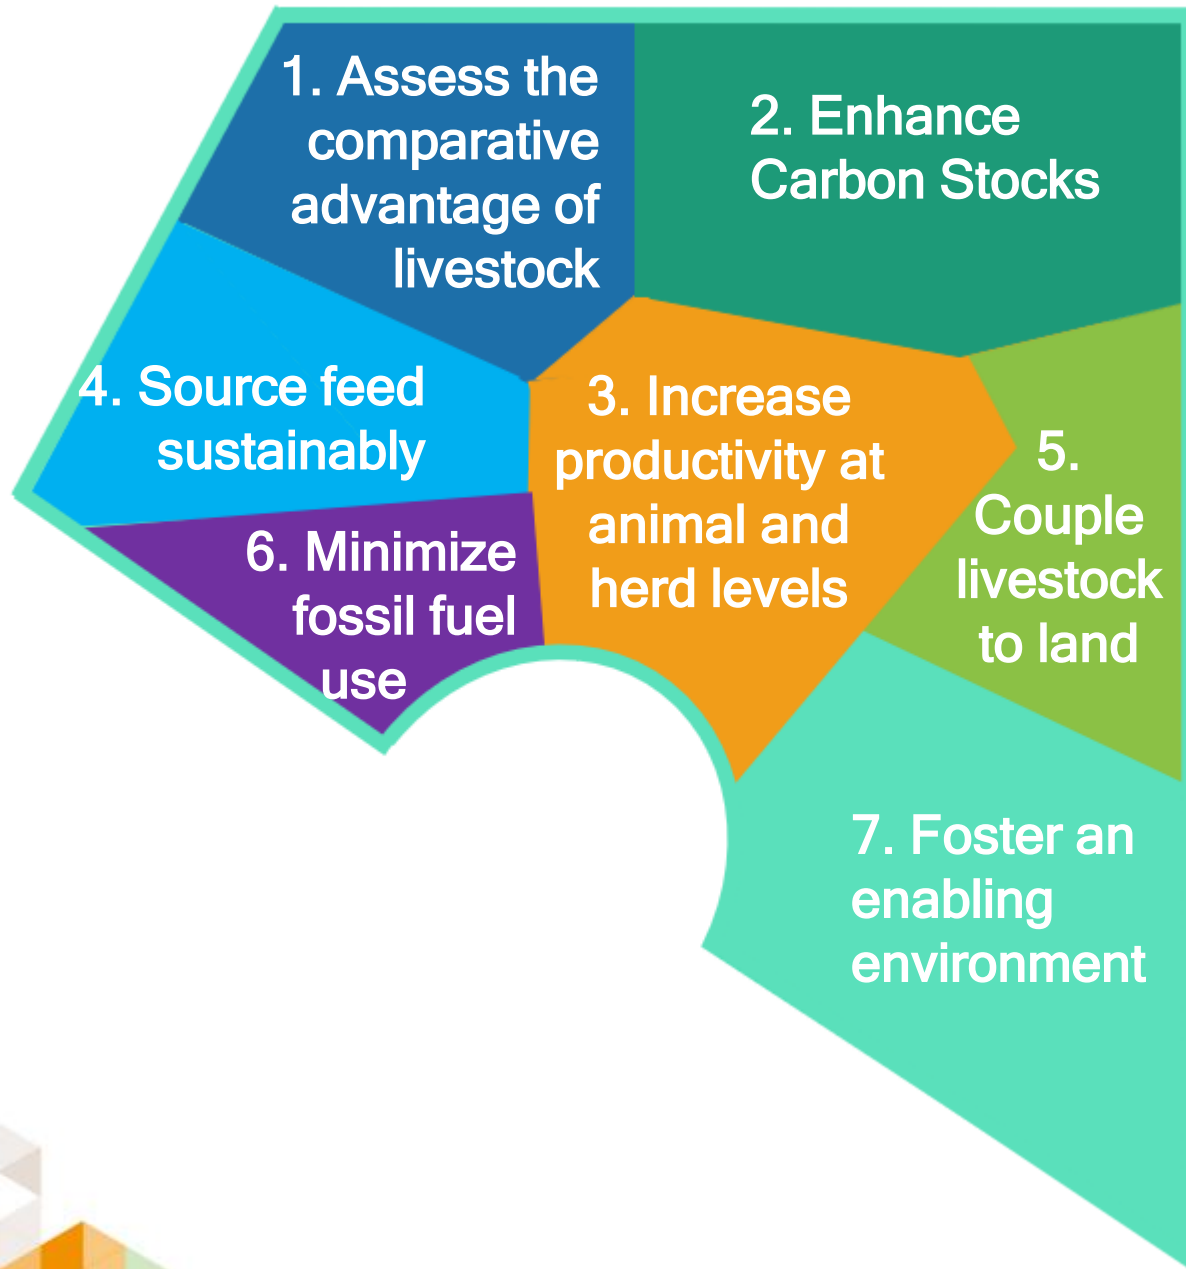 1. Assess the
comparative
advantage of
livestock
2. Enhance
Carbon Stocks
3. Increase
productivity at
animal and
herd levels
4. Source feed
sustainably
5.
Couple
livestock
to land
6. Minimize
fossil fuel
use
7. Foster an
enabling
environment